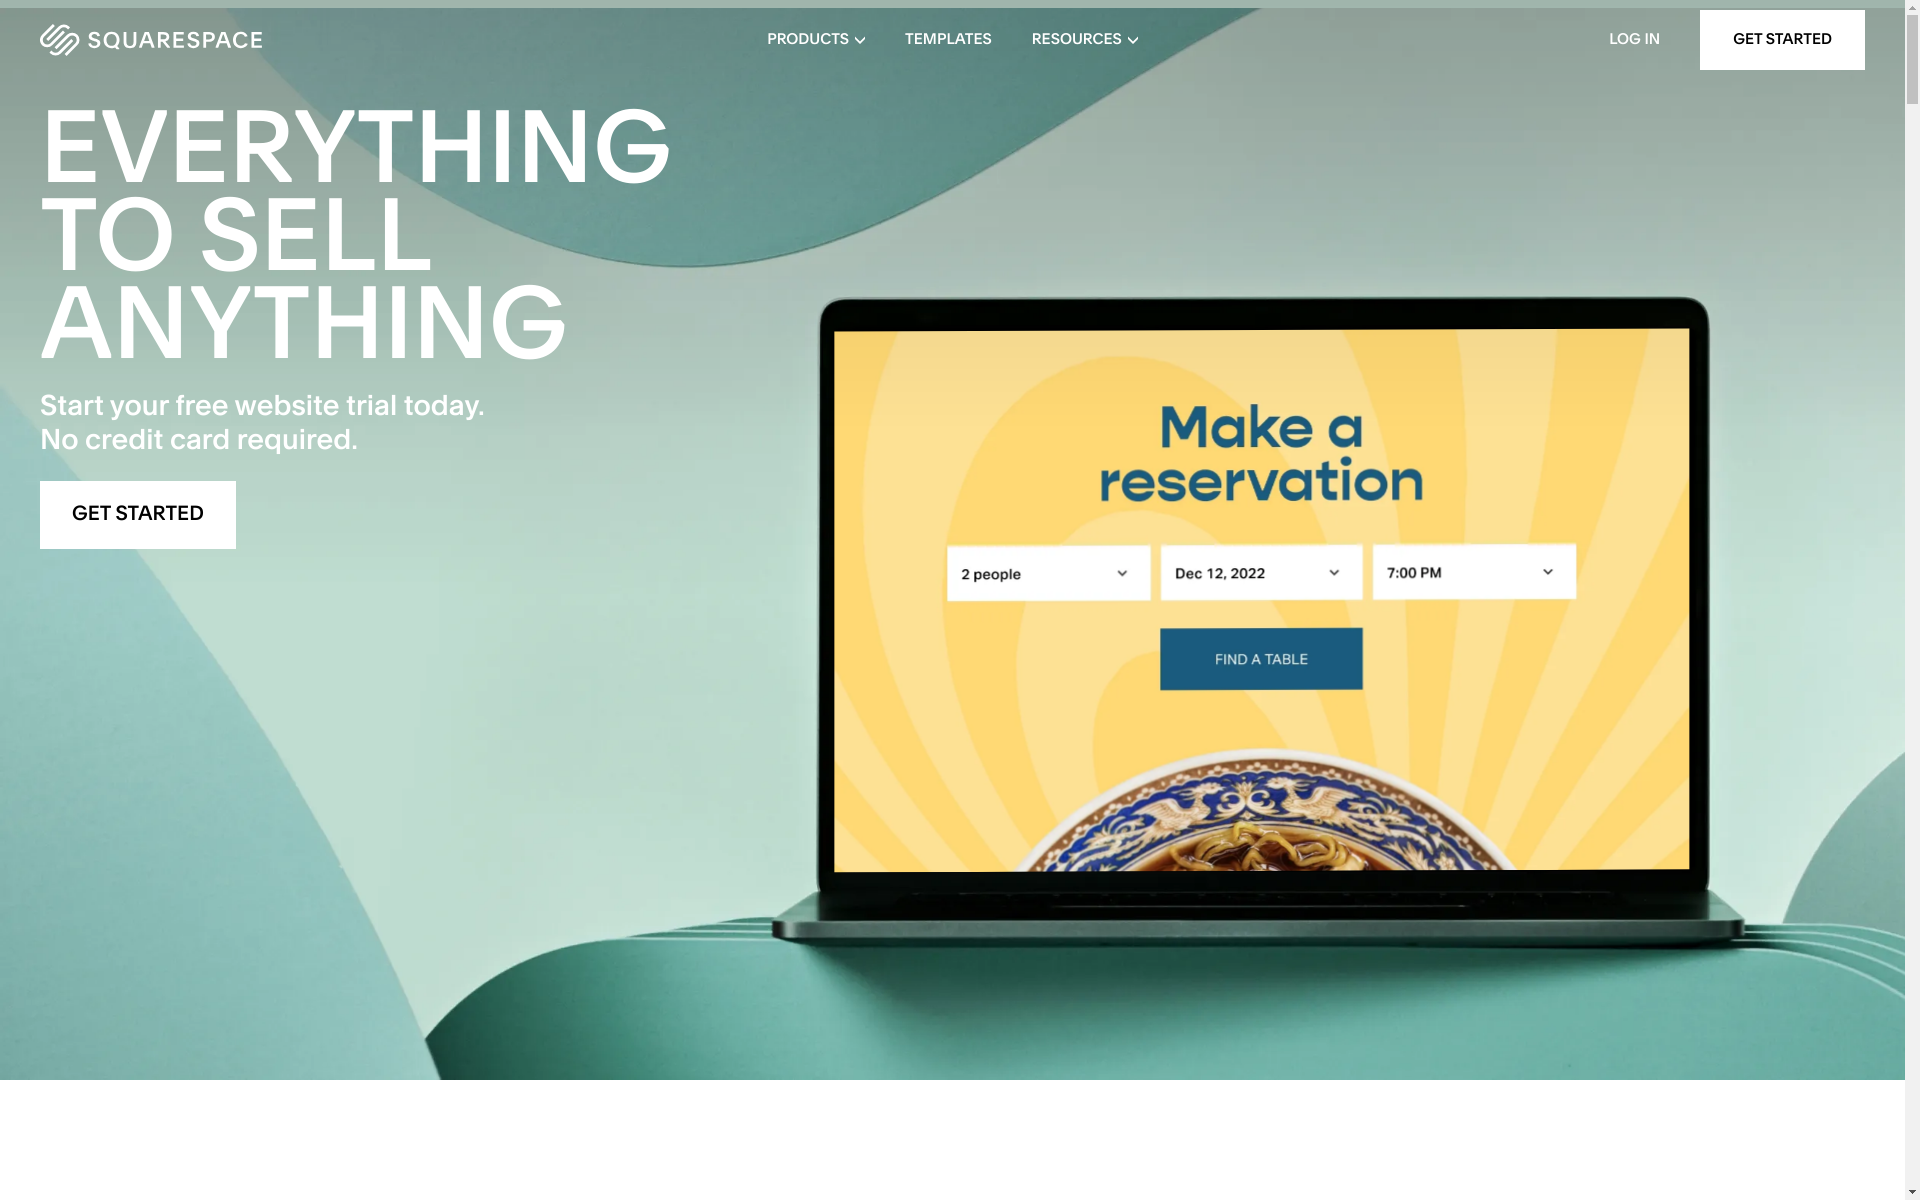 SQUARESPACE
PRODUCTS
TEMPLATES
RESOURCES
LOG IN
GET STARTED
EVERYTHING
TO SELL
ANYTHING
Start your free website trial today.
No credit card required.
GET STARTED
Make a
reservation
2 people
Dec 12, 2022
7:00 PM
FIND A TABLE